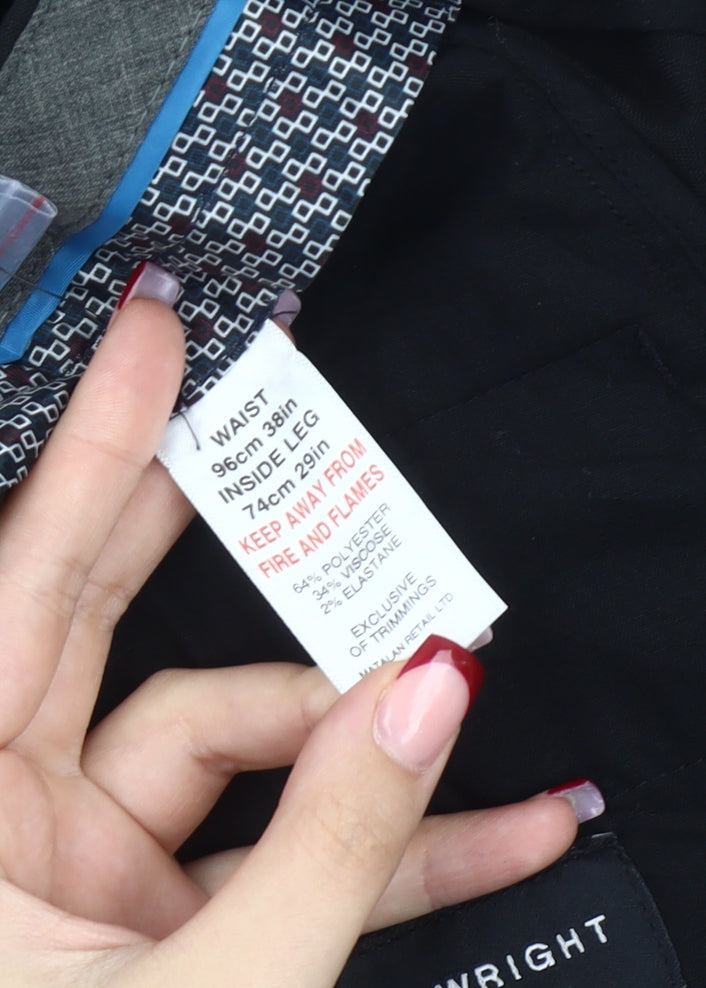 WAIST
96cm 38in
INSIDE LEG
74cm 29in
KEEP AWAY FROM
FIRE AND FLAMES
64% POLYESTER
34% VISCOSE
2% ELASTANE
EXCLUSIVE
OF TRIMMINGS
MATALAN RETAIL LTD
WRIGHT